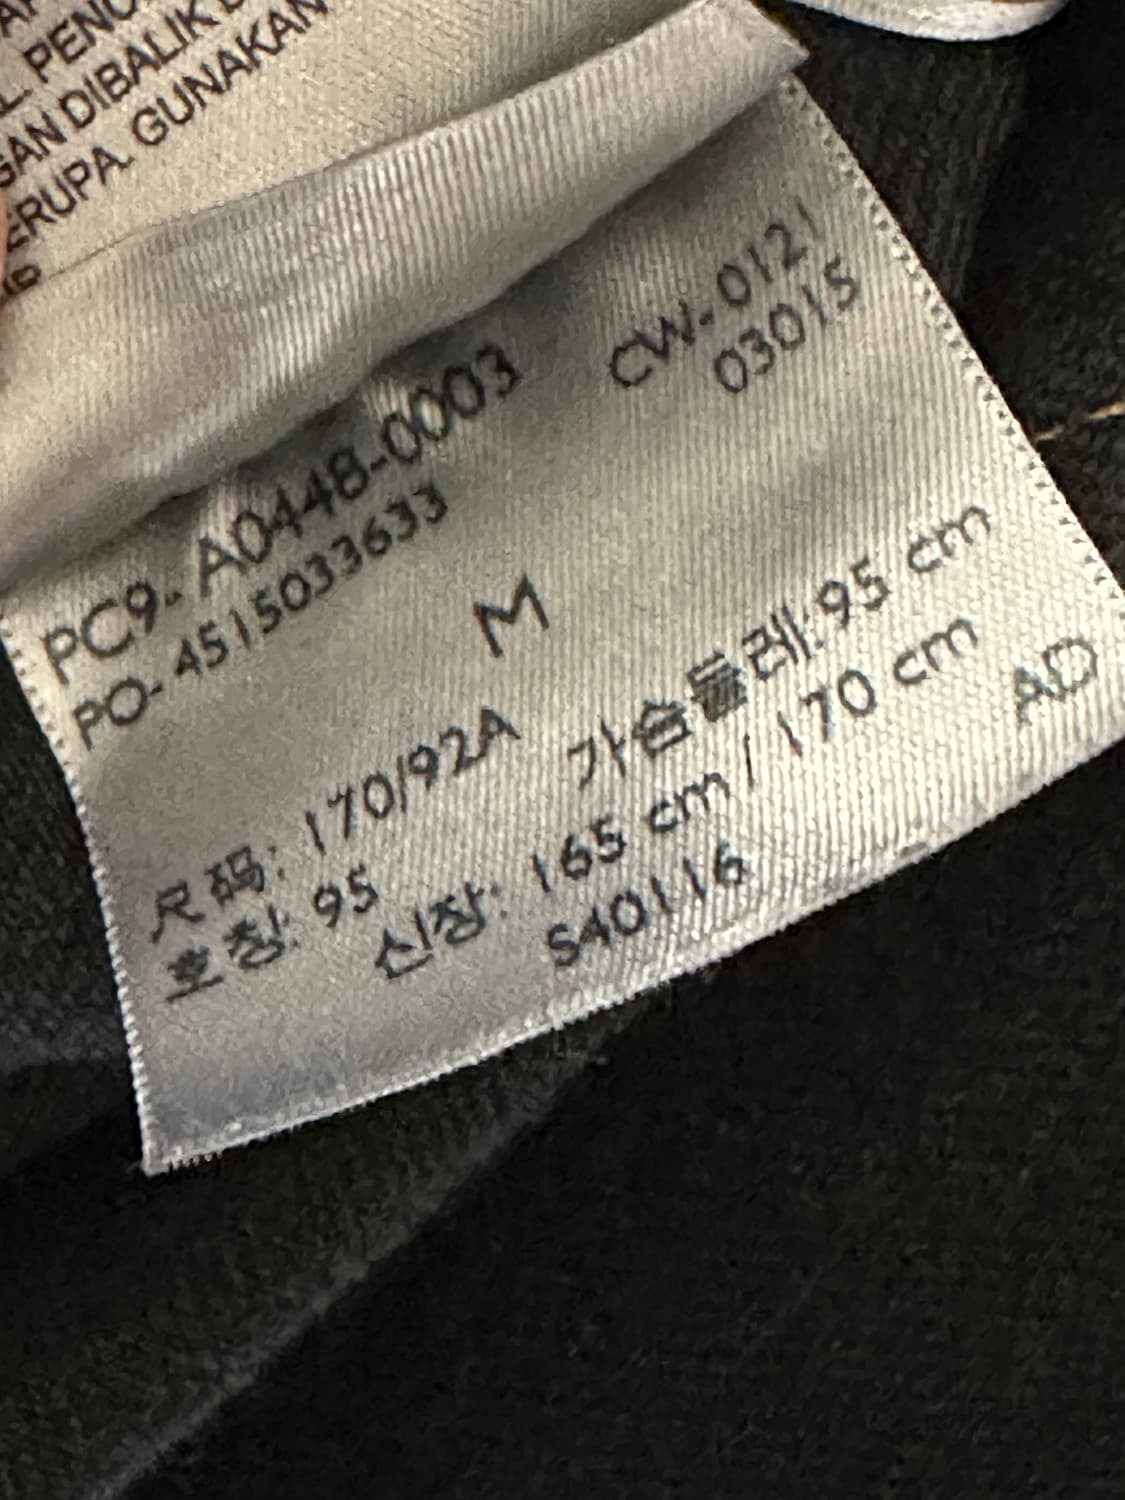 PENG
GAN DIBALIK
ERUPA. GUNAKAN
PC9- A0448-0003 CW-0121
PO- 4515033633 03015
M
尺码: 170/92A 가슴둘레: 95 cm
호칭: 95 신장: 165 cm / 170 cm
S40116 AD